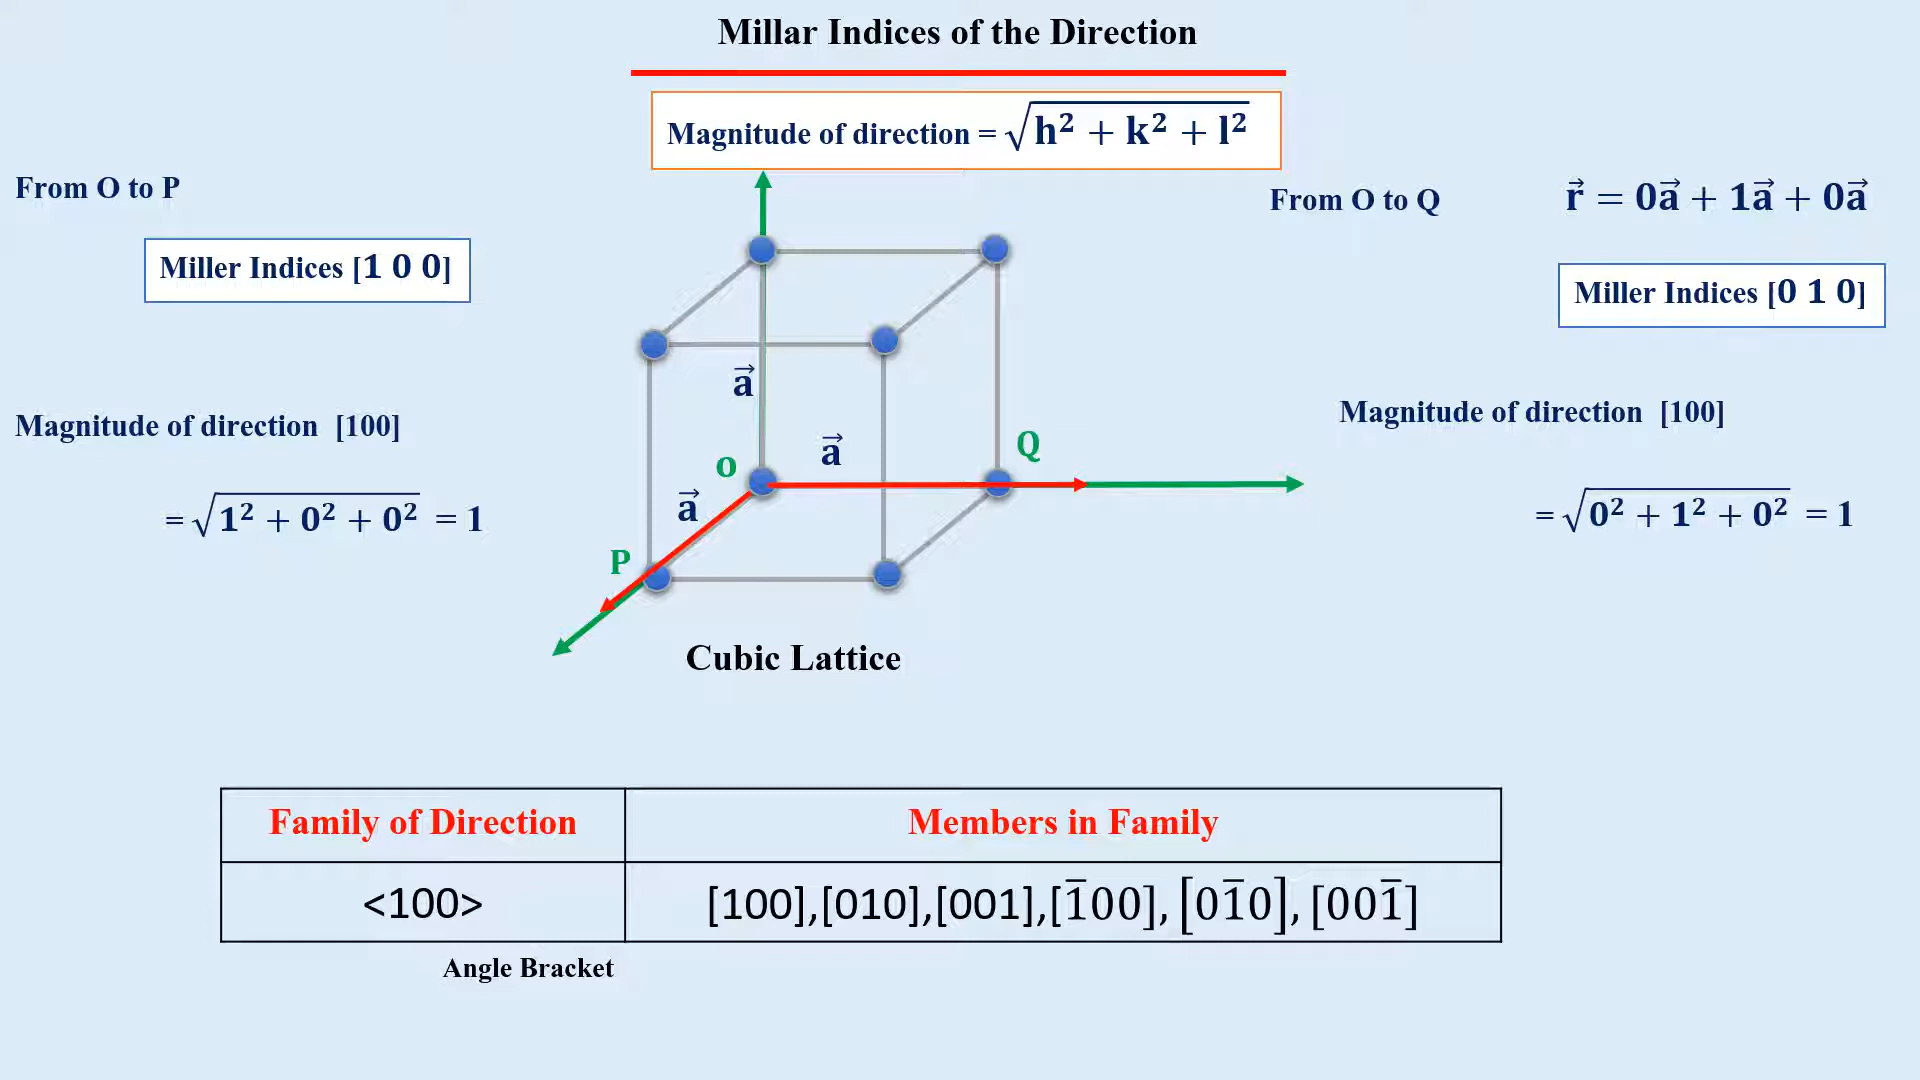 Millar Indices of the Direction
Magnitude of direction = √(h² + k² + l²)
From O to P
Miller Indices [1 0 0]
Magnitude of direction [100]
= √(1² + 0² + 0²) = 1
From O to Q
r⃗ = 0a⃗ + 1a⃗ + 0a⃗
Miller Indices [0 1 0]
Magnitude of direction [100]
= √(0² + 1² + 0²) = 1
a⃗
a⃗
a⃗
O
Q
P
Cubic Lattice
Family of Direction
Members in Family
<100>
[100],[010],[001],[1̅00], [01̅0], [001̅]
Angle Bracket